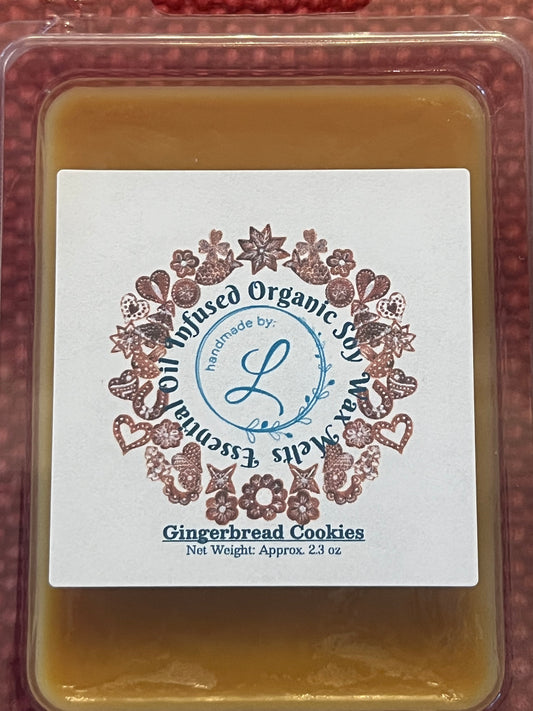 Essential Oil Infused Organic Soy Wax Melts
handmade by:
L
Gingerbread Cookies
Net Weight: Approx. 2.3 oz